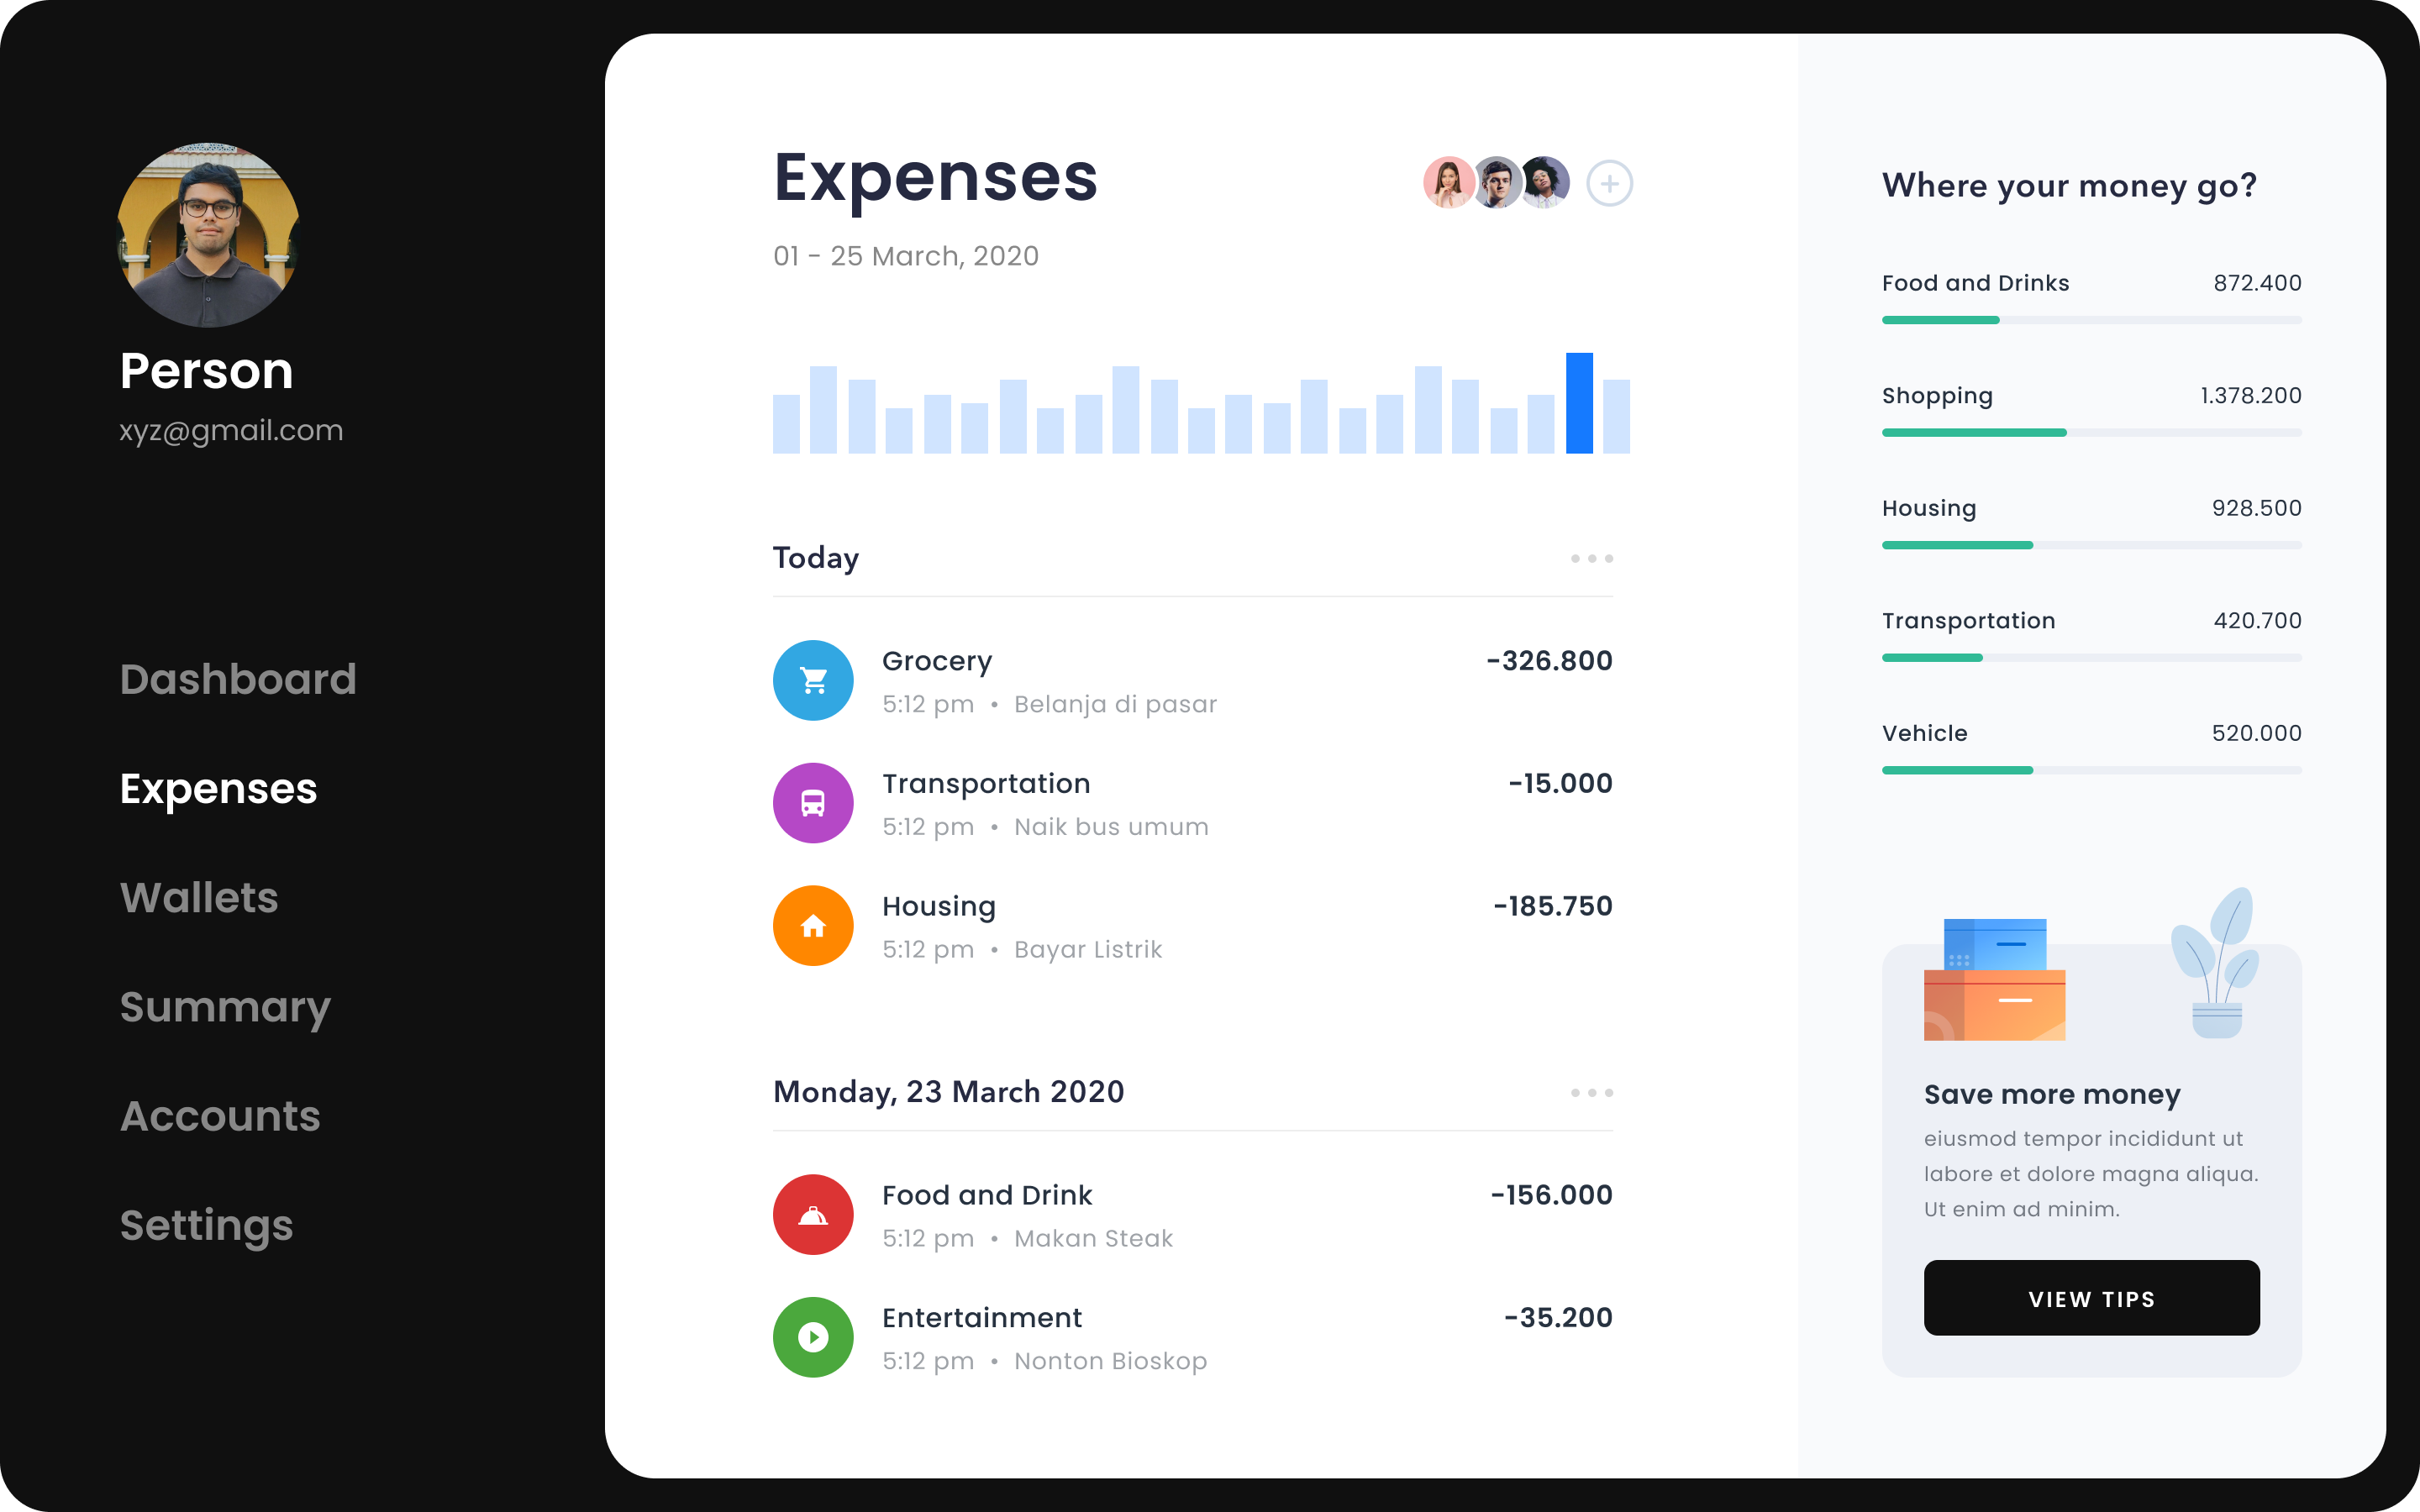 Person
xyz@gmail.com
Dashboard
Expenses
Wallets
Summary
Accounts
Settings
Expenses
01 - 25 March, 2020
Today
Grocery -326.800
5:12 pm • Belanja di pasar
Transportation -15.000
5:12 pm • Naik bus umum
Housing -185.750
5:12 pm • Bayar Listrik
Monday, 23 March 2020
Food and Drink -156.000
5:12 pm • Makan Steak
Entertainment -35.200
5:12 pm • Nonton Bioskop
Where your money go?
Food and Drinks 872.400
Shopping 1.378.200
Housing 928.500
Transportation 420.700
Vehicle 520.000
Save more money
eiusmod tempor incididunt ut
labore et dolore magna aliqua.
Ut enim ad minim.
VIEW TIPS